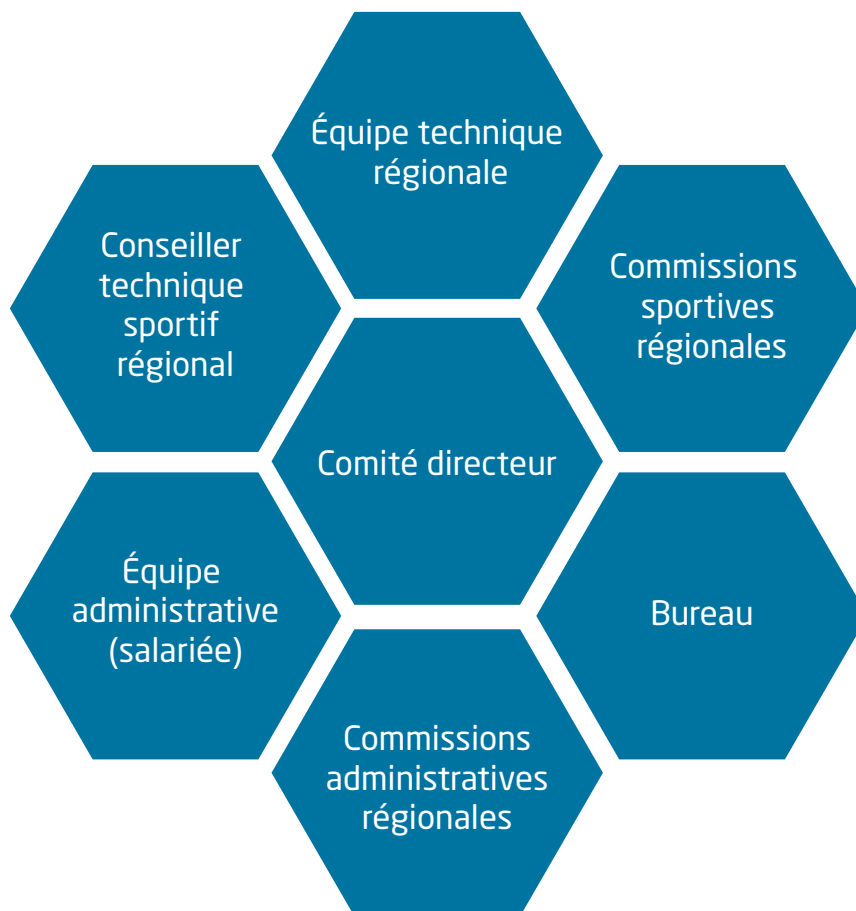 Équipe technique
régionale
Conseiller
technique
sportif
régional
Commissions
sportives
régionales
Comité directeur
Équipe
administrative
(salariée)
Bureau
Commissions
administratives
régionales